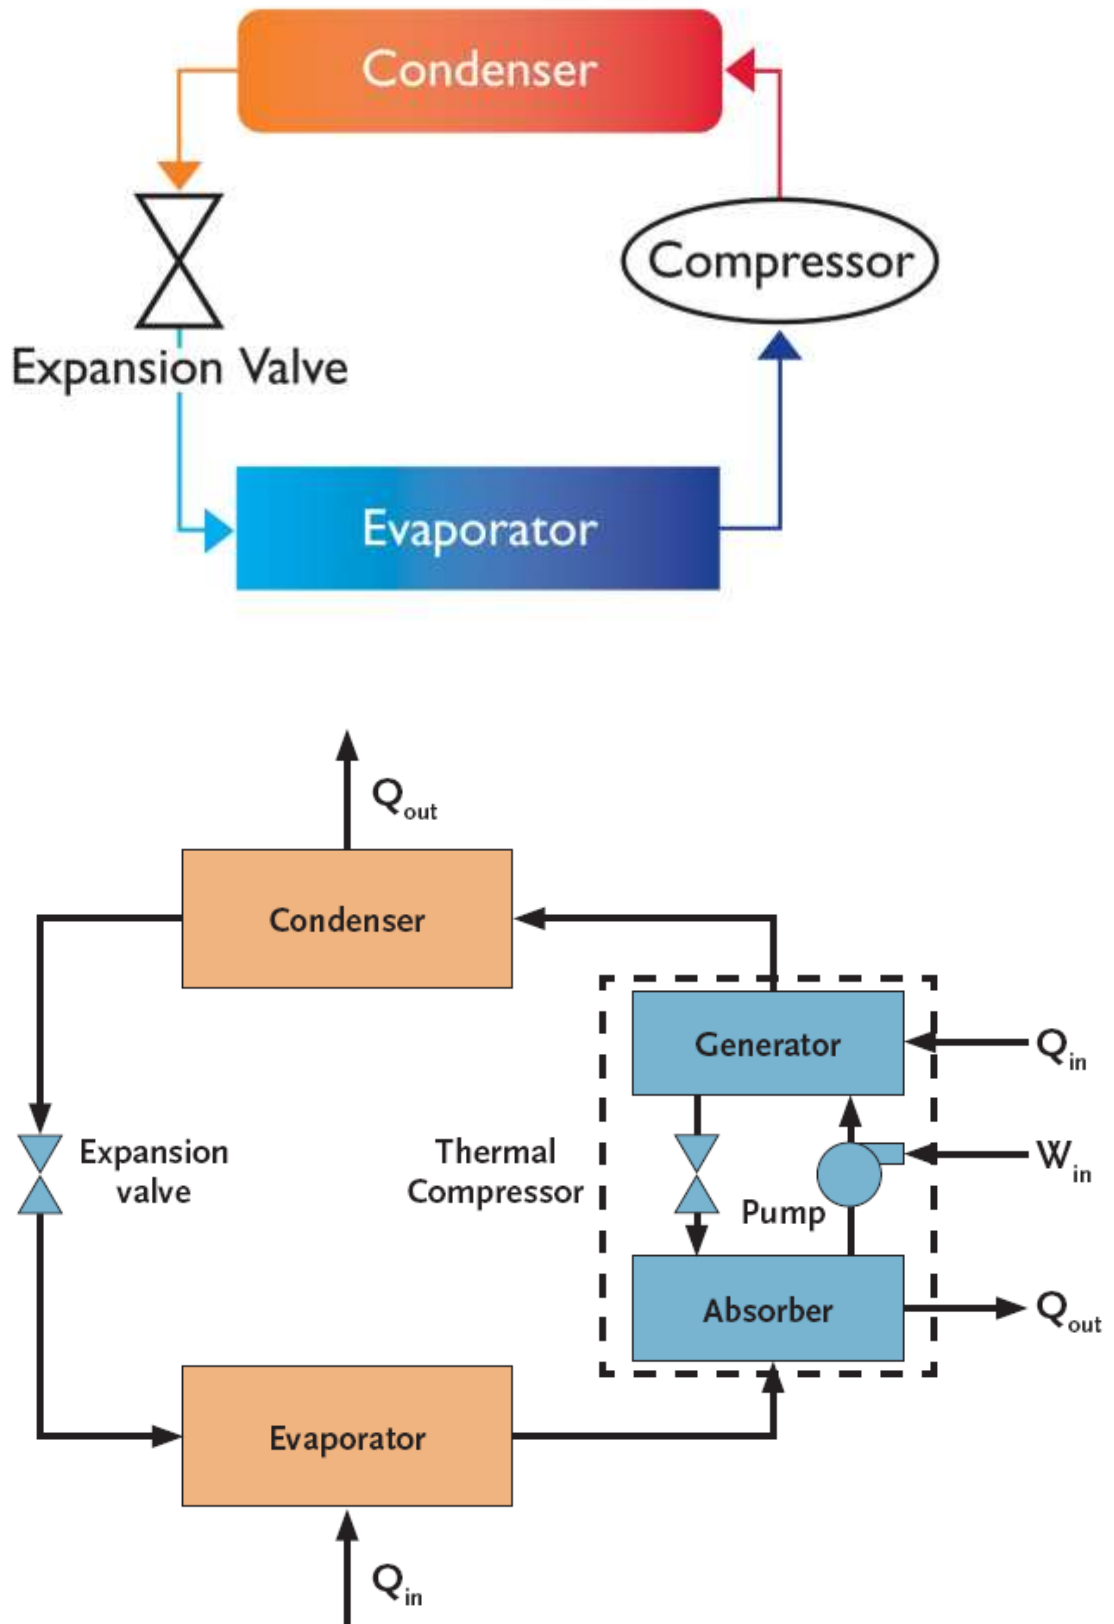 Condenser
Compressor
Expansion Valve
Evaporator
Qout
Condenser
Generator
Qin
Expansion
valve
Thermal
Compressor
Win
Pump
Absorber
Qout
Evaporator
Qin